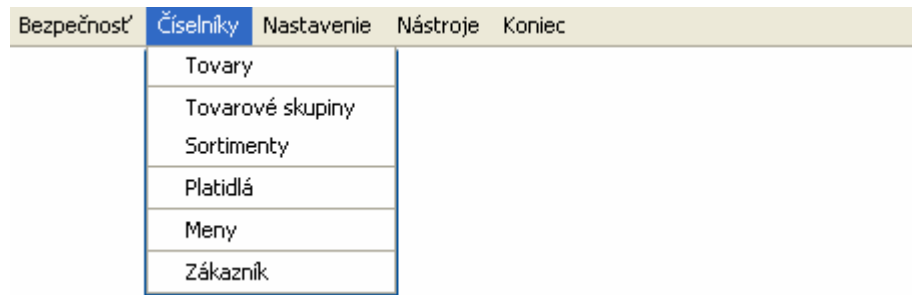 Bezpečnosť Číselníky Nastavenie Nástroje Koniec
Tovary
Tovarové skupiny
Sortimenty
Platidlá
Meny
Zákazník